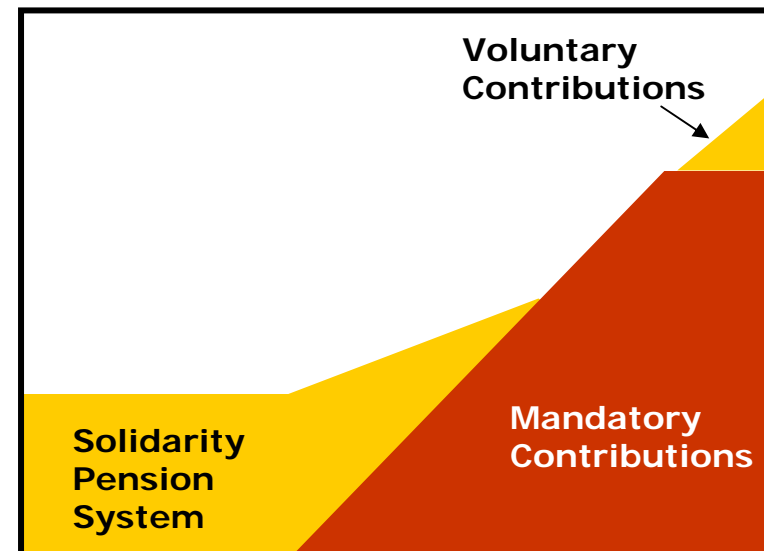 Voluntary
Contributions
Solidarity
Pension
System
Mandatory
Contributions